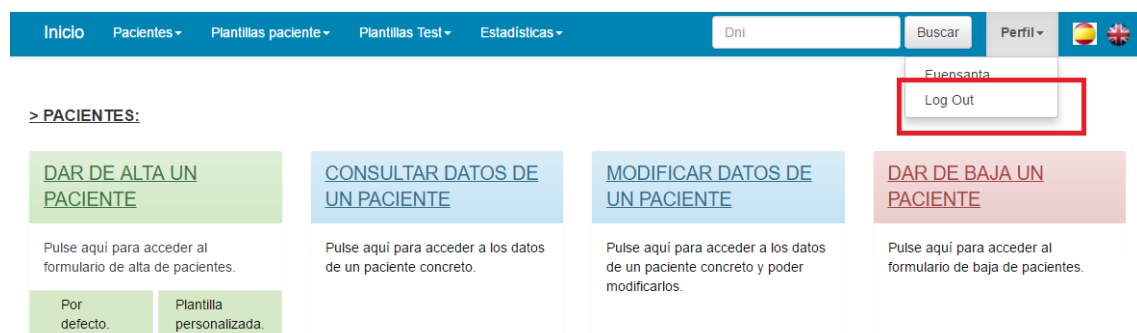 Inicio Pacientes Plantillas paciente Plantillas Test Estadísticas Dni Buscar Perfil
Fuensanta
Log Out
> PACIENTES:
DAR DE ALTA UN
PACIENTE
Pulse aquí para acceder al
formulario de alta de pacientes.
Por
defecto.
Plantilla
personalizada.
CONSULTAR DATOS DE
UN PACIENTE
Pulse aquí para acceder a los datos
de un paciente concreto.
MODIFICAR DATOS DE
UN PACIENTE
Pulse aquí para acceder a los datos
de un paciente concreto y poder
modificarlos.
DAR DE BAJA UN
PACIENTE
Pulse aquí para acceder al
formulario de baja de pacientes.